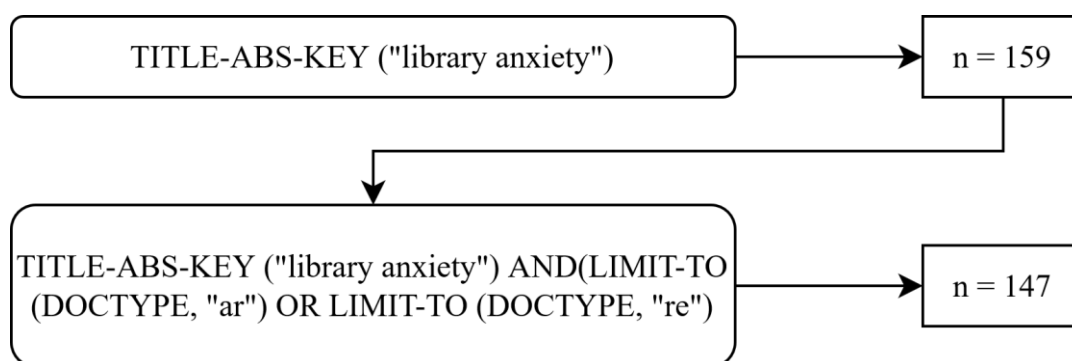 TITLE-ABS-KEY ("library anxiety")
n = 159
TITLE-ABS-KEY ("library anxiety") AND(LIMIT-TO
(DOCTYPE, "ar") OR LIMIT-TO (DOCTYPE, "re")
n = 147